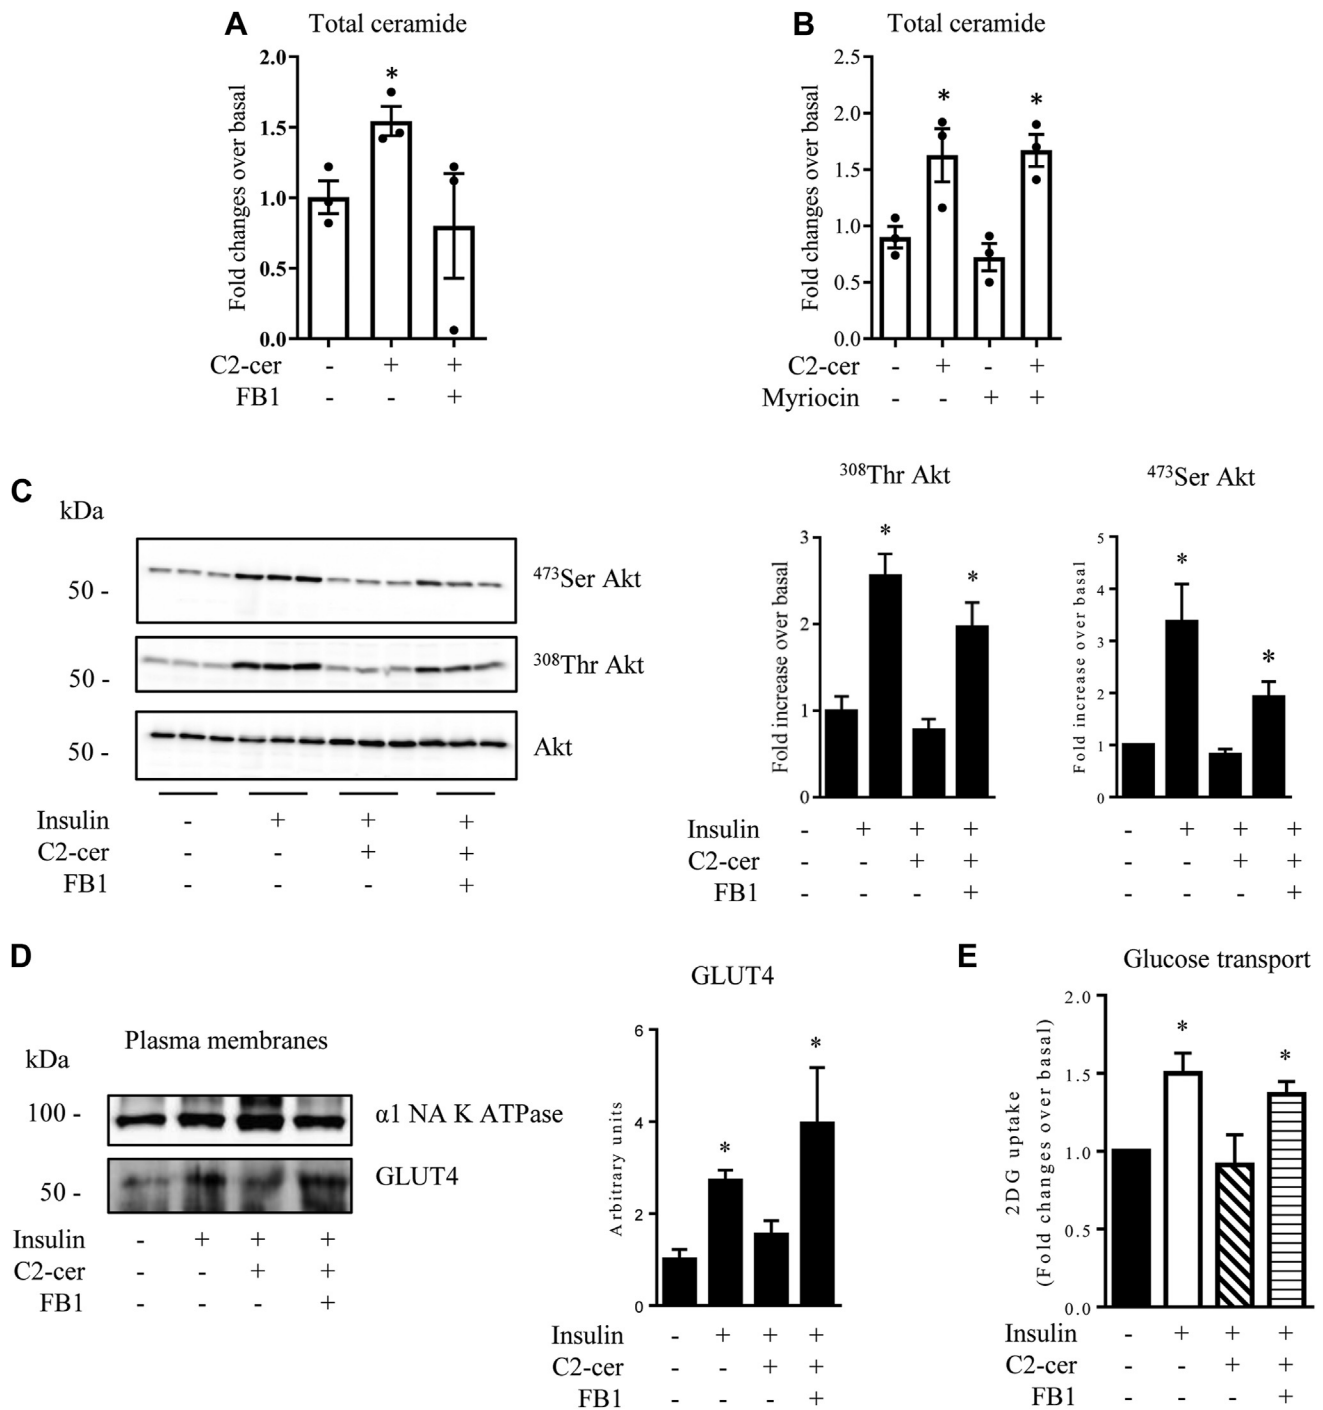 A Total ceramide
Fold changes over basal
2.0
1.5
1.0
0.5
0.0
*
C2-cer - + +
FB1 - - +
B Total ceramide
Fold changes over basal
2.5
2.0
1.5
1.0
0.5
0.0
* *
C2-cer - + - +
Myriocin - - + +
C
kDa
50 - 473Ser Akt
50 - 308Thr Akt
50 - Akt
Insulin - + + +
C2-cer - - + +
FB1 - - - +
308Thr Akt
Fold increase over basal
3
2
1
0
* *
473Ser Akt
Fold increase over basal
5
4
3
2
1
0
* *
Insulin - + + + - + + +
C2-cer - - + + - - + +
FB1 - - - + - - - +
D
Plasma membranes
kDa
100 - α1 NA K ATPase
50 - GLUT4
Insulin - + + +
C2-cer - - + +
FB1 - - - +
GLUT4
Arbitrary units
6
4
2
0
* *
Insulin - + + +
C2-cer - - + +
FB1 - - - +
E Glucose transport
2DG uptake
(Fold changes over basal)
2.0
1.5
1.0
0.5
0.0
* *
Insulin - + + +
C2-cer - - + +
FB1 - - - +